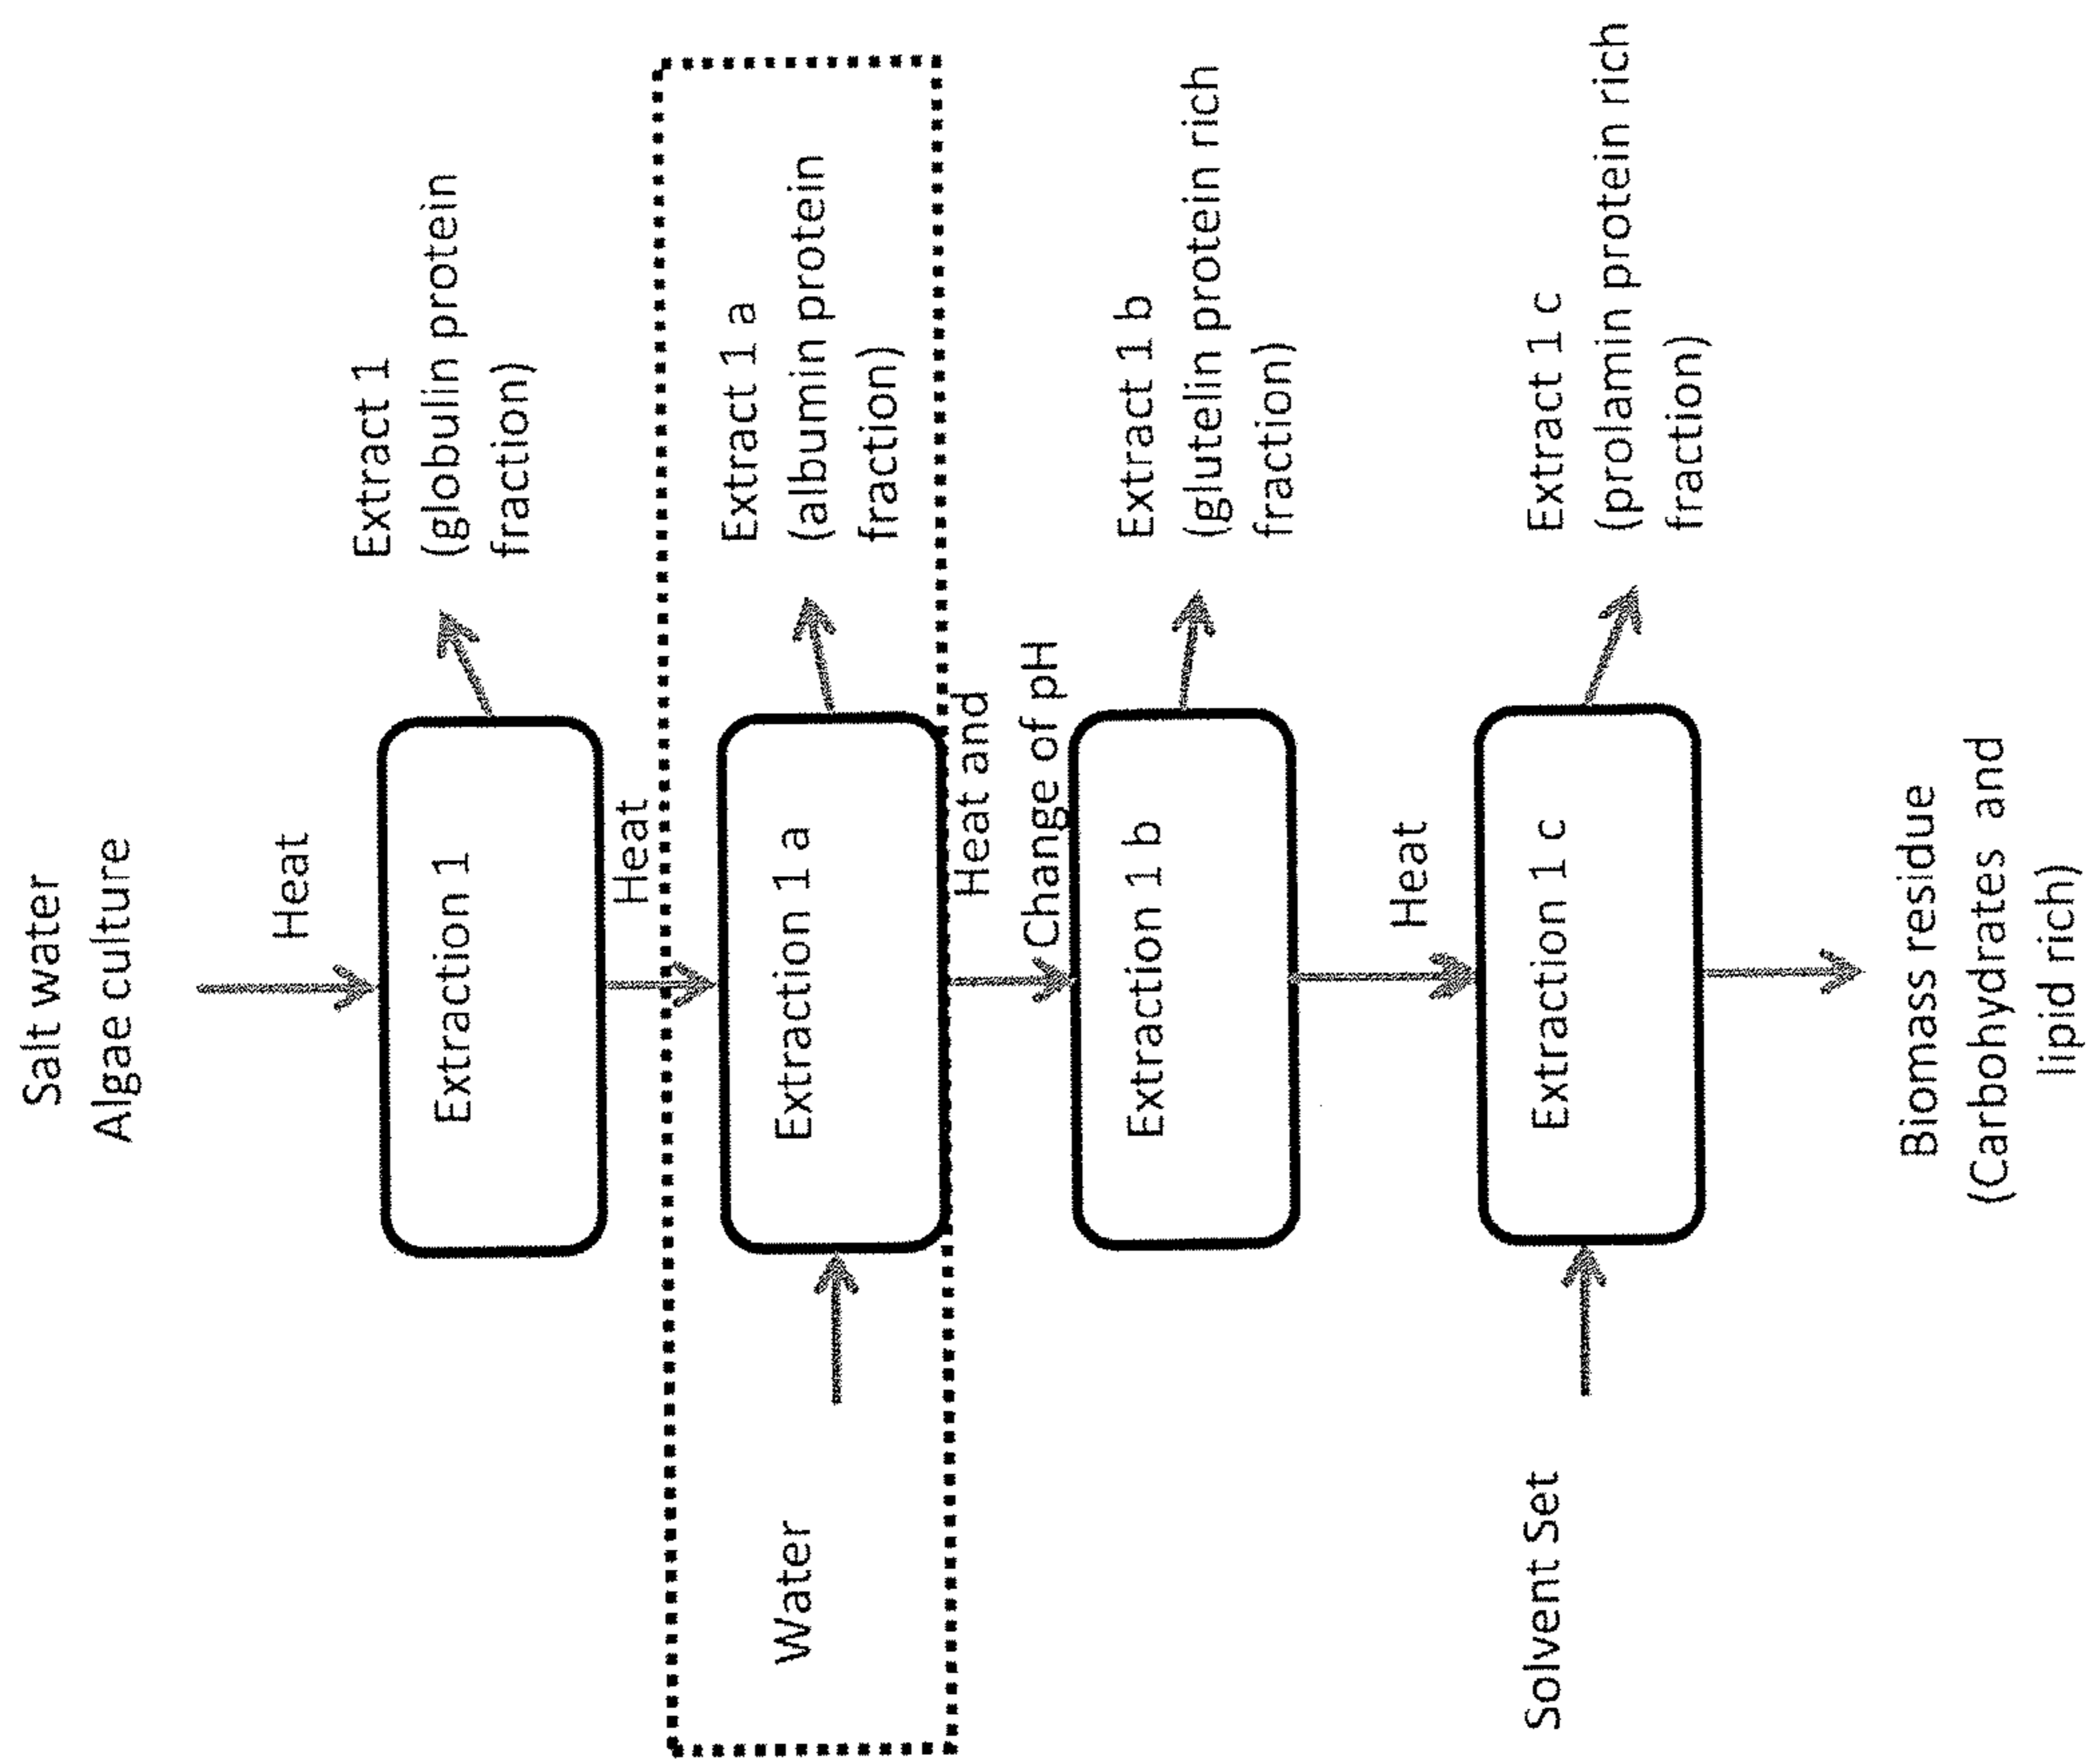 Salt water
Algae culture
Heat
Extraction 1
Extract 1
(globulin protein
fraction)
Heat
Water
Extraction 1 a
Extract 1 a
(albumin protein
fraction)
Heat and
Change of pH
Extraction 1 b
Extract 1 b
(glutelin protein rich
fraction)
Heat
Solvent Set
Extraction 1 c
Extract 1 c
(prolamin protein rich
fraction)
Biomass residue
(Carbohydrates and
lipid rich)